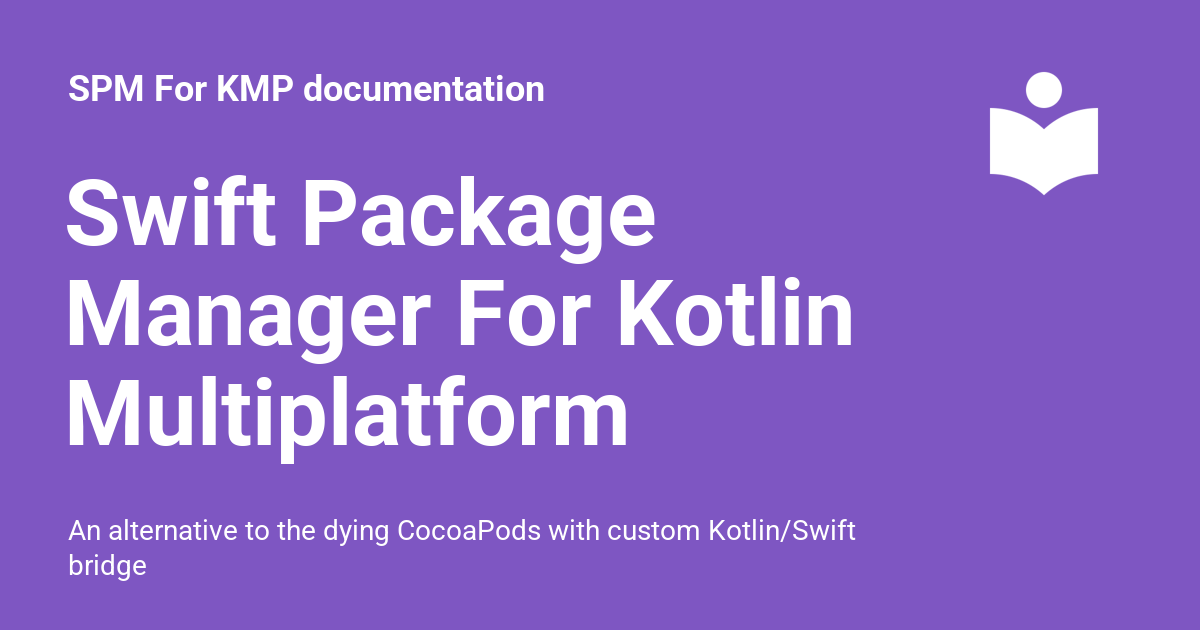 SPM For KMP documentation
Swift Package
Manager For Kotlin
Multiplatform
An alternative to the dying CocoaPods with custom Kotlin/Swift
bridge